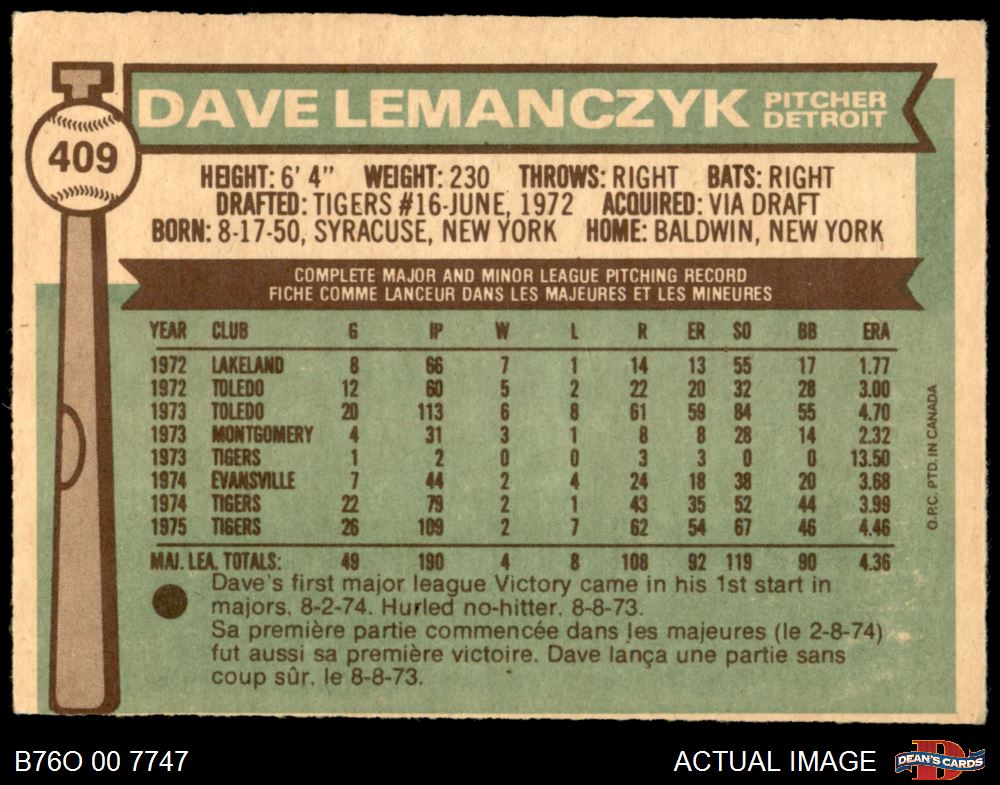 409
DAVE LEMANCZYK PITCHER DETROIT
HEIGHT: 6' 4" WEIGHT: 230 THROWS: RIGHT BATS: RIGHT
DRAFTED: TIGERS #16-JUNE, 1972 ACQUIRED: VIA DRAFT
BORN: 8-17-50, SYRACUSE, NEW YORK HOME: BALDWIN, NEW YORK
COMPLETE MAJOR AND MINOR LEAGUE PITCHING RECORD
FICHE COMME LANCEUR DANS LES MAJEURES ET LES MINEURES
YEAR CLUB G IP W L R ER SO BB ERA
1972 LAKELAND 8 66 7 1 14 13 55 17 1.77
1972 TOLEDO 12 60 5 2 22 20 32 28 3.00
1973 TOLEDO 20 113 6 8 61 59 84 55 4.70
1973 MONTGOMERY 4 31 3 1 8 8 28 14 2.32
1973 TIGERS 1 2 0 0 3 3 0 0 13.50
1974 EVANSVILLE 7 44 2 4 24 18 38 20 3.68
1974 TIGERS 22 79 2 1 43 35 52 44 3.99
1975 TIGERS 26 109 2 7 62 54 67 46 4.46
MAJ. LEA. TOTALS: 49 190 4 8 108 92 119 90 4.36
Dave's first major league Victory came in his 1st start in
majors, 8-2-74. Hurled no-hitter, 8-8-73.
Sa première partie commencée dans les majeures (le 2-8-74)
fut aussi sa première victoire. Dave lança une partie sans
coup sûr, le 8-8-73.
O.P.C. PTD. IN CANADA
B76O 00 7747
ACTUAL IMAGE
DEAN'S CARDS